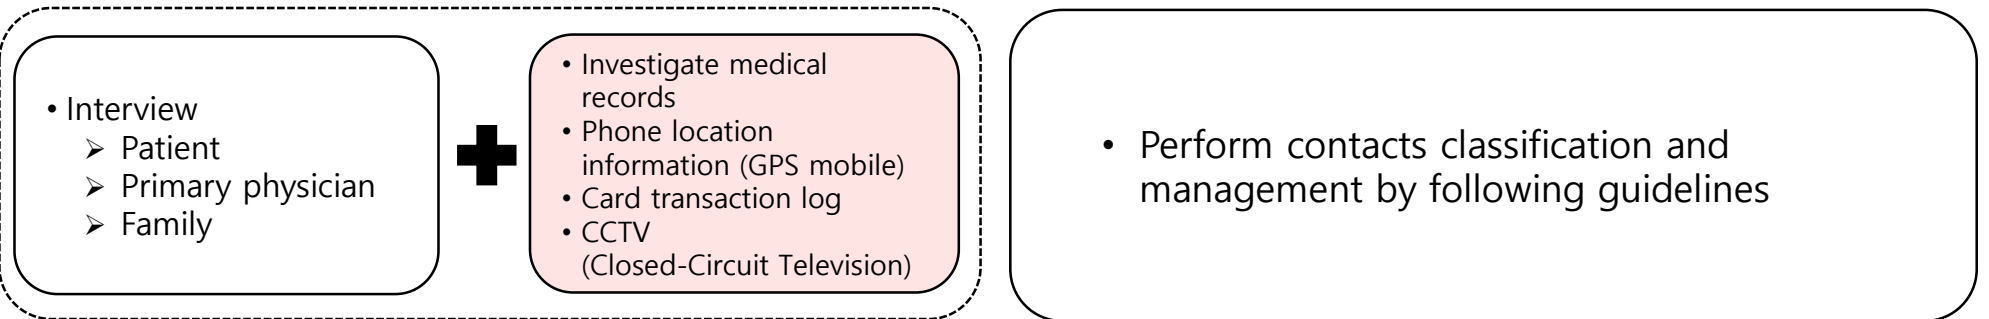 • Interview
➢ Patient
➢ Primary physician
➢ Family
• Investigate medical
records
• Phone location
information (GPS mobile)
• Card transaction log
• CCTV
(Closed-Circuit Television)
• Perform contacts classification and
management by following guidelines